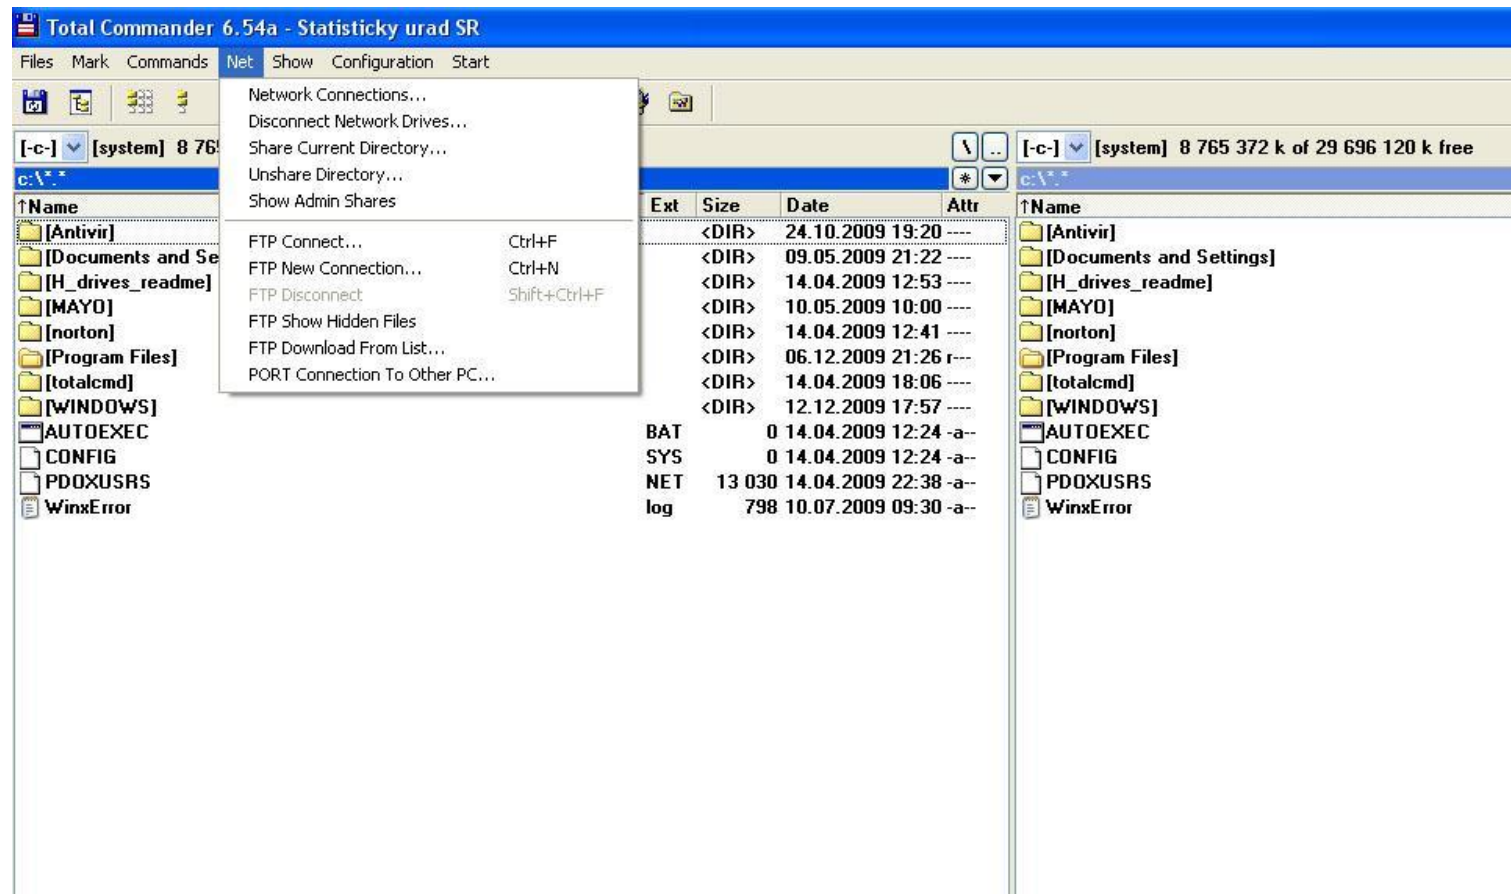 Total Commander 6.54a - Statisticky urad SR
Files Mark Commands Net Show Configuration Start
Network Connections...
Disconnect Network Drives...
Share Current Directory...
Unshare Directory...
Show Admin Shares
FTP Connect... Ctrl+F
FTP New Connection... Ctrl+N
FTP Disconnect Shift+Ctrl+F
FTP Show Hidden Files
FTP Download From List...
PORT Connection To Other PC...
[-c-] [system] 8 76 \ ..
c:\*.* * ▼
↑Name Ext Size Date Attr
[Antivir] <DIR> 24.10.2009 19:20 ----
[Documents and Se <DIR> 09.05.2009 21:22 ----
[H_drives_readme] <DIR> 14.04.2009 12:53 ----
[MAYO] <DIR> 10.05.2009 10:00 ----
[norton] <DIR> 14.04.2009 12:41 ----
[Program Files] <DIR> 06.12.2009 21:26 r---
[totalcmd] <DIR> 14.04.2009 18:06 ----
[WINDOWS] <DIR> 12.12.2009 17:57 ----
AUTOEXEC BAT 0 14.04.2009 12:24 -a--
CONFIG SYS 0 14.04.2009 12:24 -a--
PDOXUSRS NET 13 030 14.04.2009 22:38 -a--
WinxError log 798 10.07.2009 09:30 -a--
[-c-] [system] 8 765 372 k of 29 696 120 k free
c:\*.*
↑Name
[Antivir]
[Documents and Settings]
[H_drives_readme]
[MAYO]
[norton]
[Program Files]
[totalcmd]
[WINDOWS]
AUTOEXEC
CONFIG
PDOXUSRS
WinxError